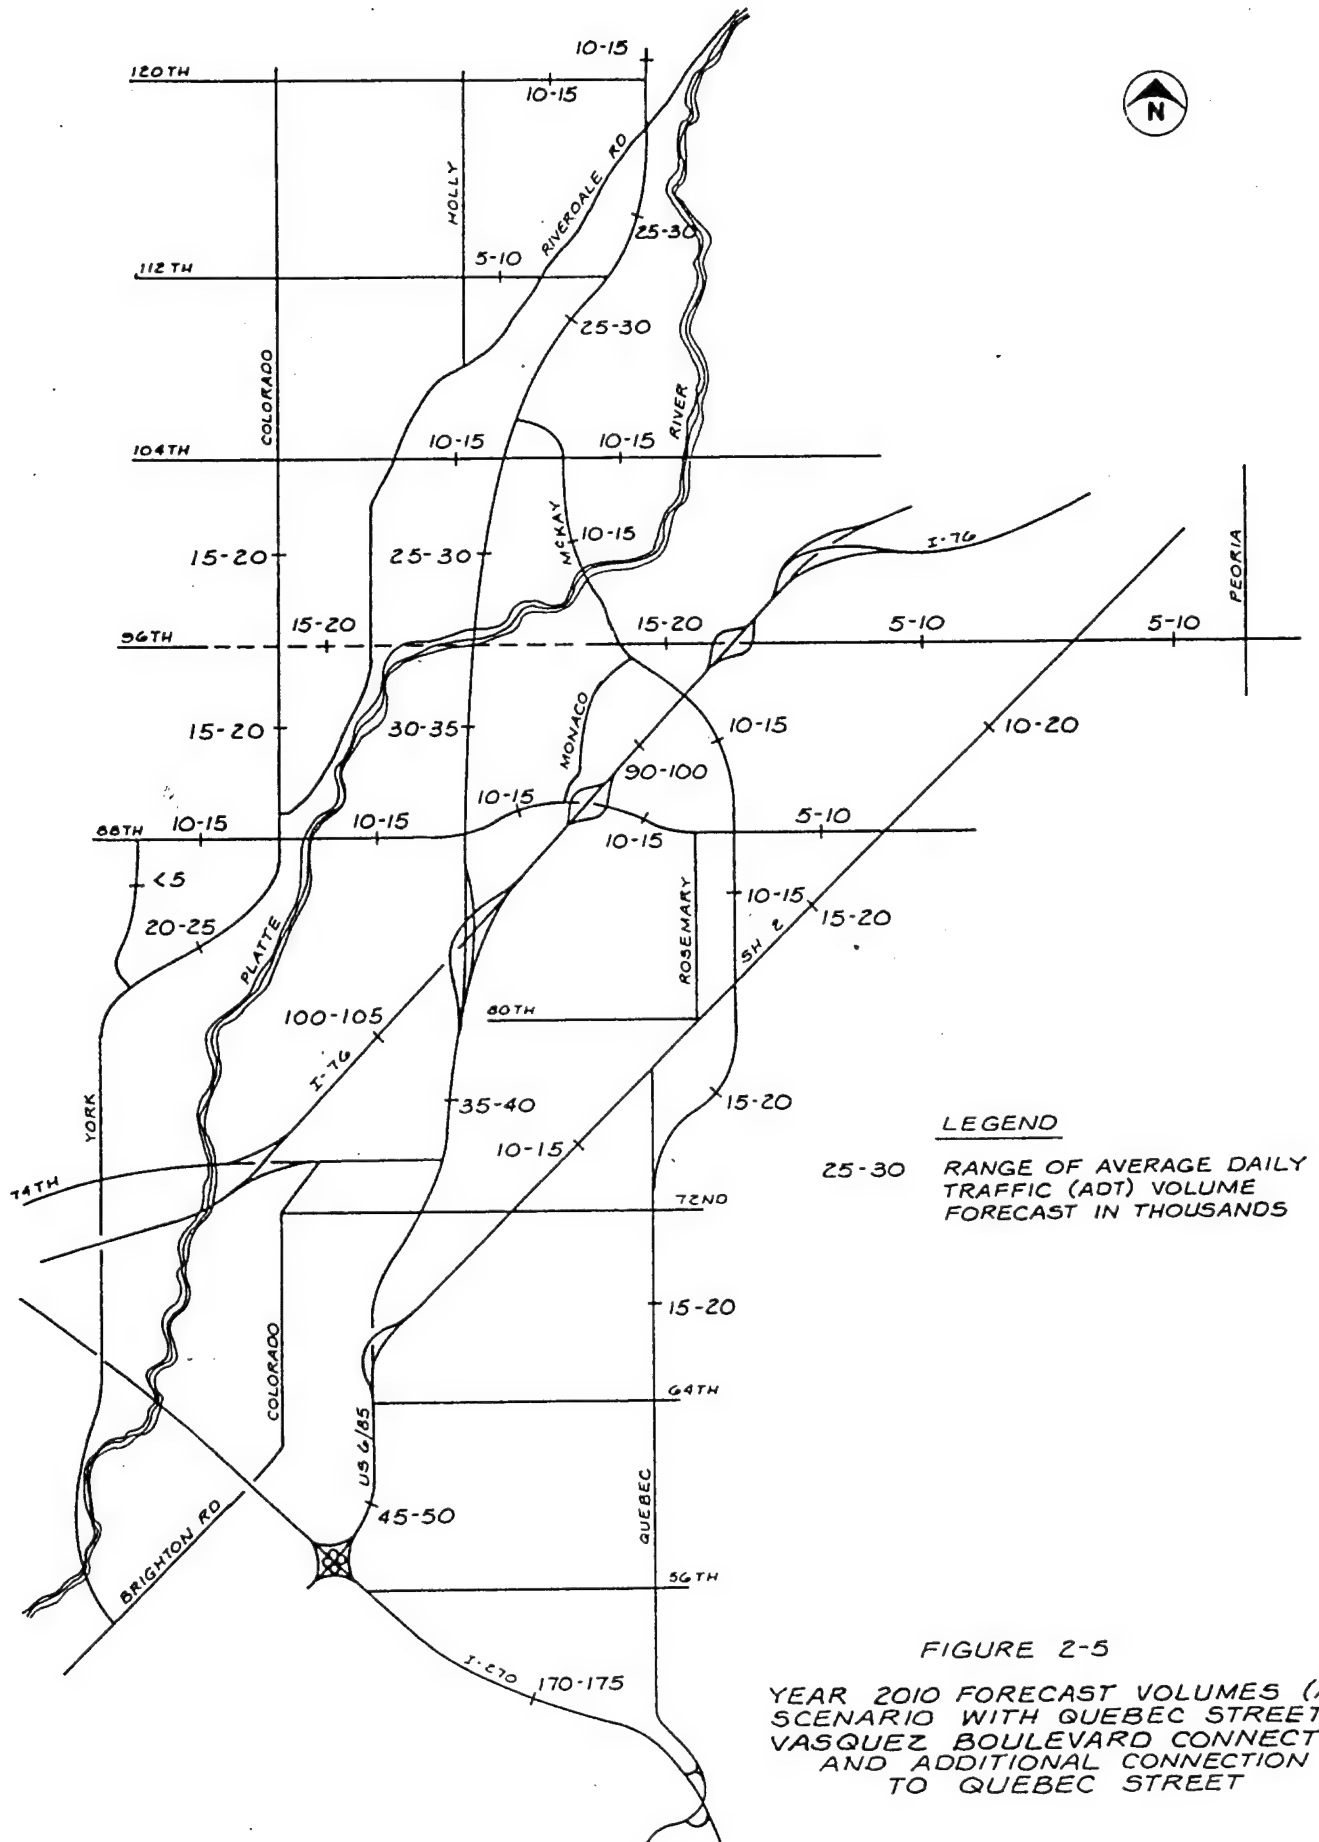 10-15
120TH
10-15
N
HOLLY
RIVERDALE RD
25-30
112TH
5-10
25-30
COLORADO
RIVER
104TH
10-15
10-15
MCKAY
10-15
I-76
PEORIA
15-20
25-30
96TH
15-20
15-20
5-10
5-10
MONACO
15-20
30-35
10-15
10-20
90-100
10-15
88TH
10-15
10-15
10-15
5-10
<5
ROSEMARY
10-15
15-20
20-25
PLATTE
SH 2
100-105
80TH
I-76
YORK
35-40
15-20
10-15
LEGEND
25-30 RANGE OF AVERAGE DAILY
TRAFFIC (ADT) VOLUME
FORECAST IN THOUSANDS
74TH
72ND
15-20
COLORADO
64TH
US 6/85
QUEBEC
45-50
BRIGHTON RD
56TH
I-270
170-175
FIGURE 2-5
YEAR 2010 FORECAST VOLUMES
SCENARIO WITH QUEBEC STREET
VASQUEZ BOULEVARD CONNECT
AND ADDITIONAL CONNECTION
TO QUEBEC STREET